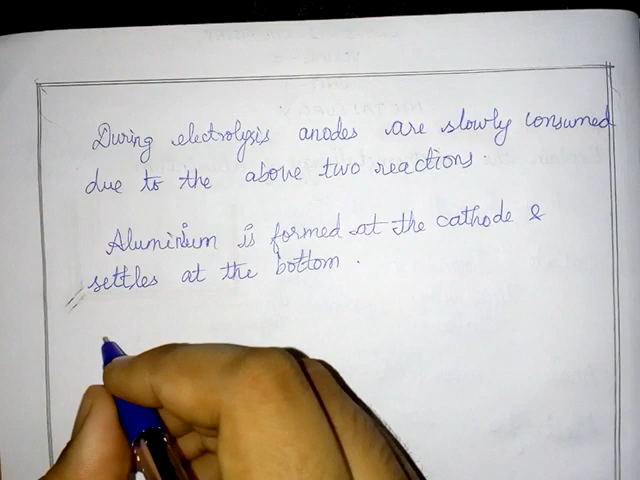 During electrolysis anodes are slowly consumed
due to the above two reactions.
Aluminium is formed at the cathode &
settles at the bottom.